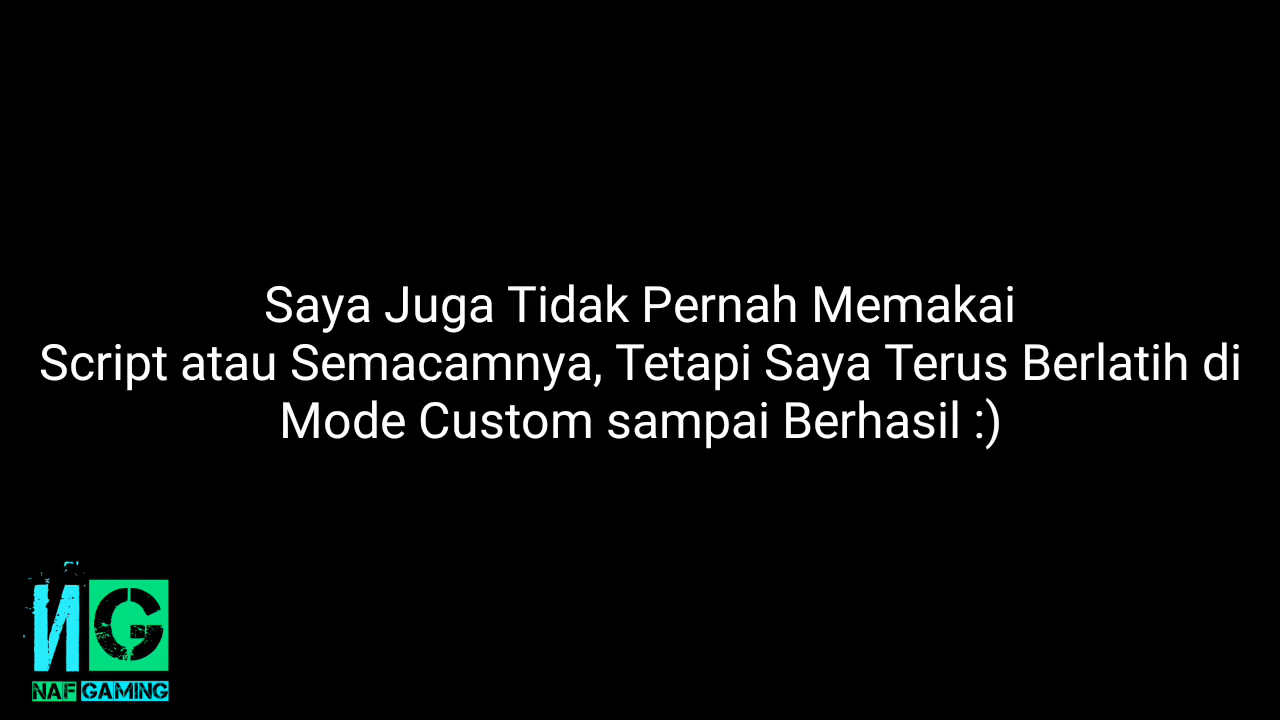 Saya Juga Tidak Pernah Memakai
Script atau Semacamnya, Tetapi Saya Terus Berlatih di
Mode Custom sampai Berhasil :)
NG
NAF GAMING